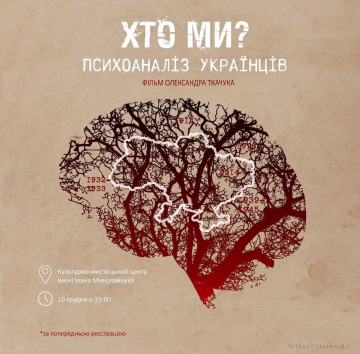 ХТО МИ?
ПСИХОАНАЛІЗ УКРАЇНЦІВ
ФІЛЬМ ОЛЕКСАНДРА ТКАЧУКА
1932-
1933
1939-
Культурно-мистецький центр
імені Івана Миколайчука
10 грудня о 19:00
*за попередньою реєстрацією